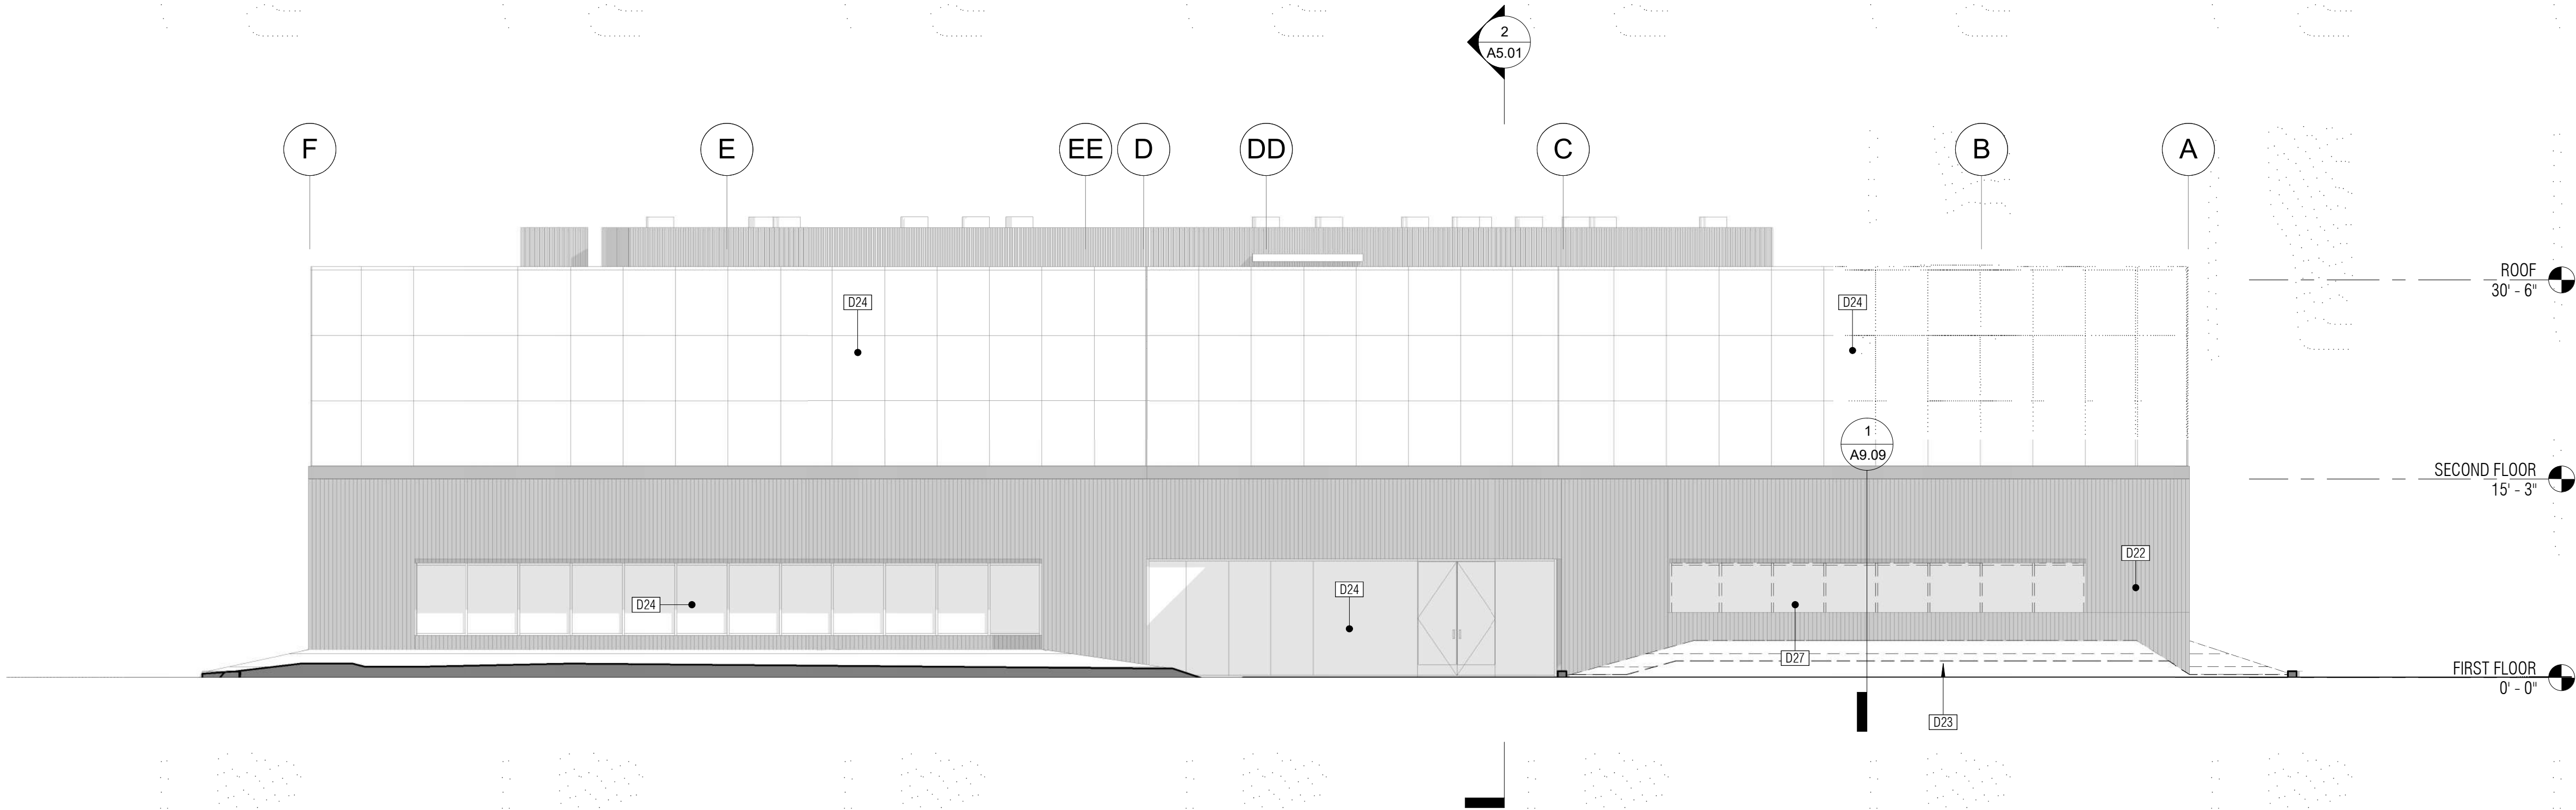 2
A5.01
F
E
EE
D
DD
C
B
A
ROOF
30' - 6"
D24
D24
1
A9.09
SECOND FLOOR
15' - 3"
D22
D24
D24
D27
FIRST FLOOR
0' - 0"
D23